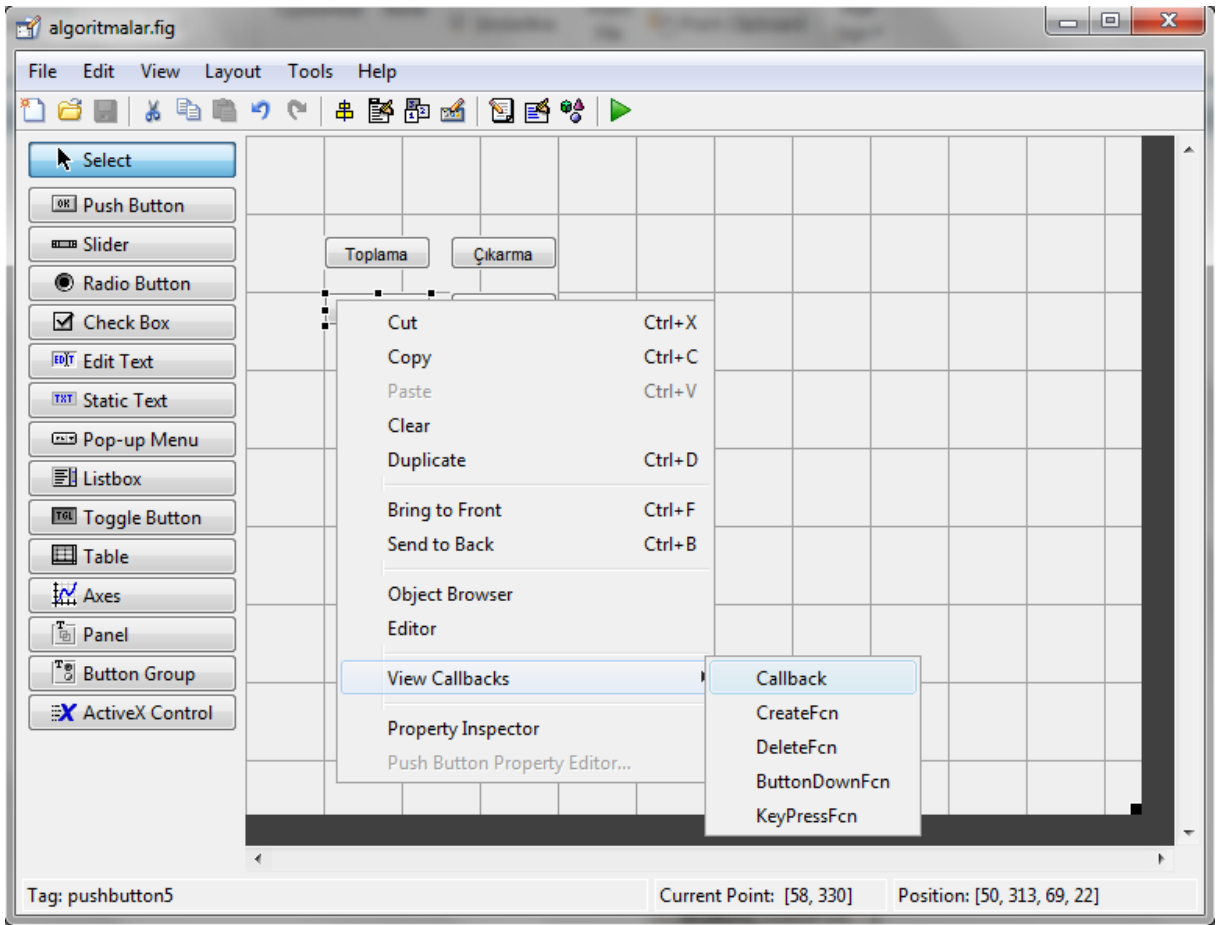 algoritmalar.fig
File Edit View Layout Tools Help
Select
OK Push Button
Slider
Radio Button
Check Box
EDIT Edit Text
TXT Static Text
Pop-up Menu
Listbox
TGL Toggle Button
Table
Axes
Panel
Button Group
ActiveX Control
Toplama Çıkarma
Cut Ctrl+X
Copy Ctrl+C
Paste Ctrl+V
Clear
Duplicate Ctrl+D
Bring to Front Ctrl+F
Send to Back Ctrl+B
Object Browser
Editor
View Callbacks
Property Inspector
Push Button Property Editor...
Callback
CreateFcn
DeleteFcn
ButtonDownFcn
KeyPressFcn
Tag: pushbutton5 Current Point: [58, 330] Position: [50, 313, 69, 22]